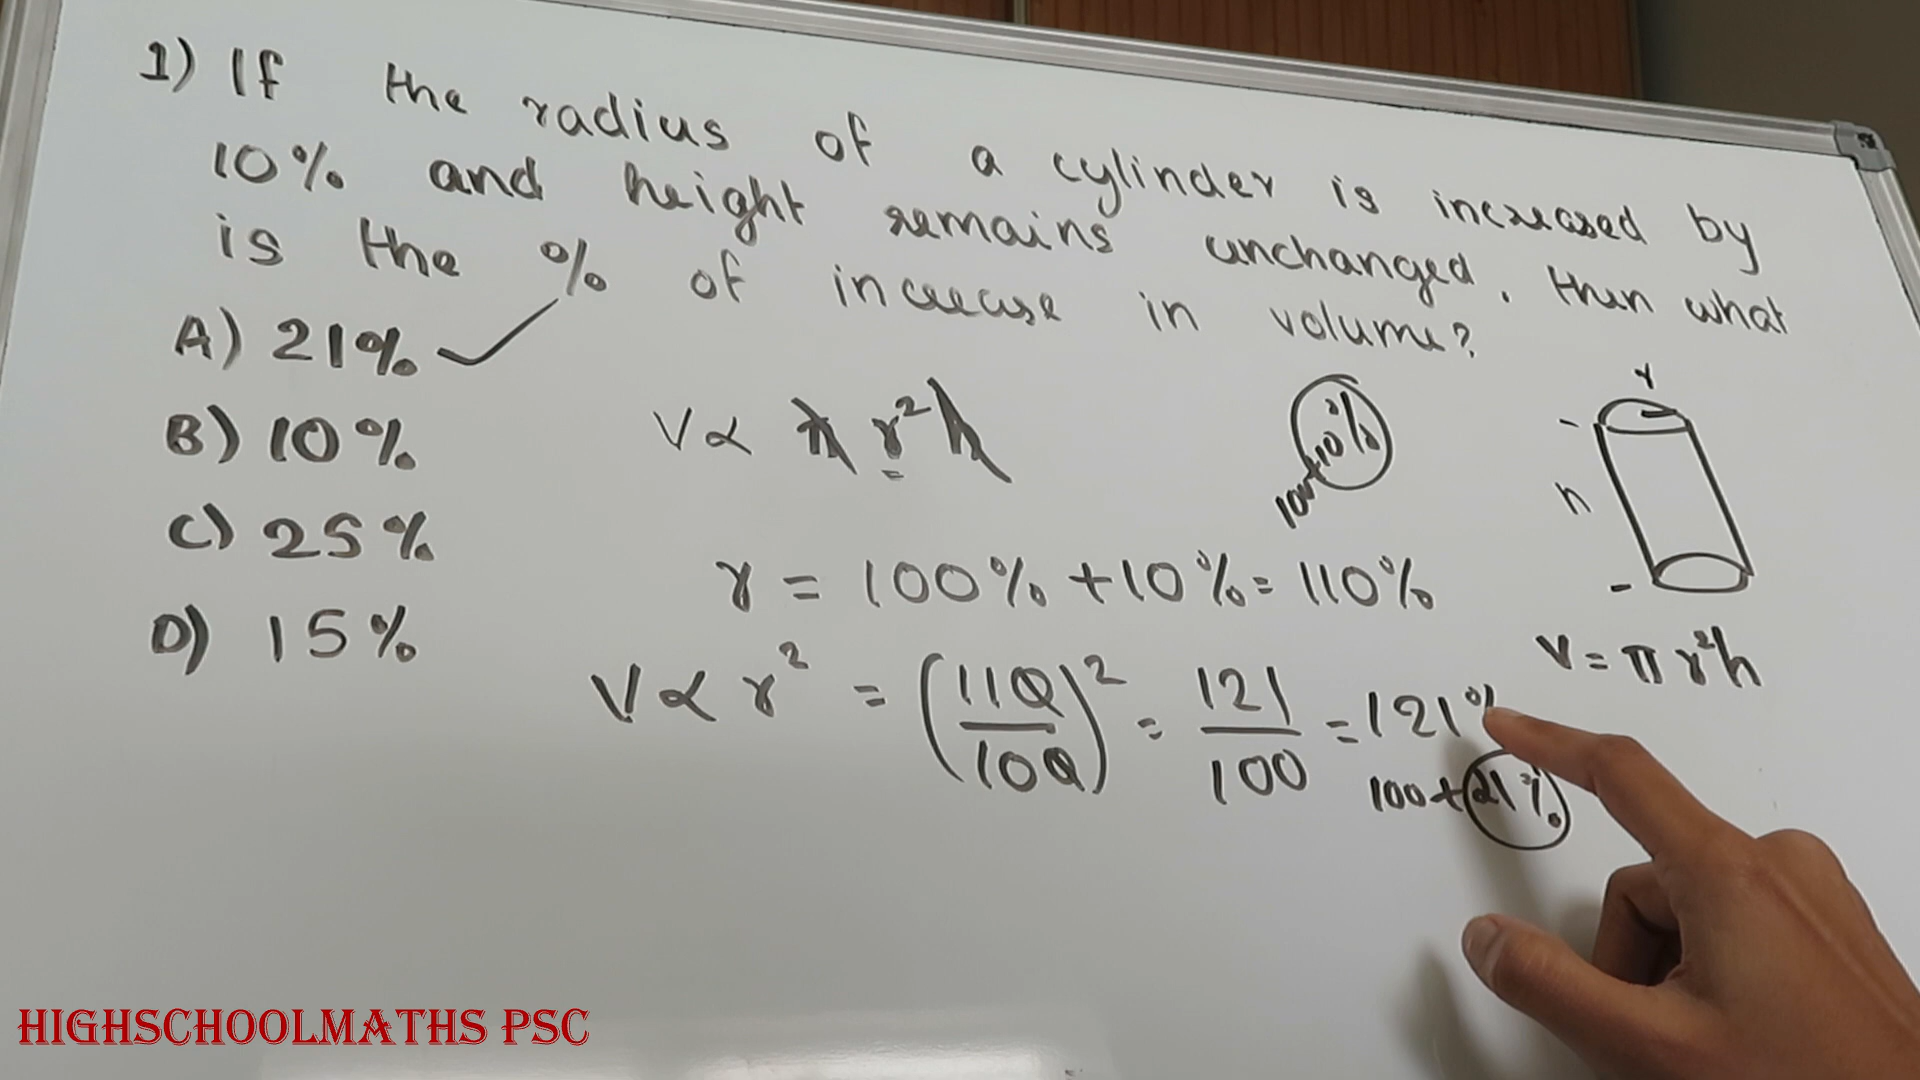 1) If the radius of a cylinder is increased by
10% and height remains unchanged, then what
is the % of increase in volume?
A) 21%
B) 10%
C) 25%
D) 15%
V ∝ π r² h
100+10%
r
h
V = π r² h
r = 100% + 10% = 110%
V ∝ r² = (110/100)² = 121/100 = 121%
100+21%
HIGHSCHOOLMATHS PSC